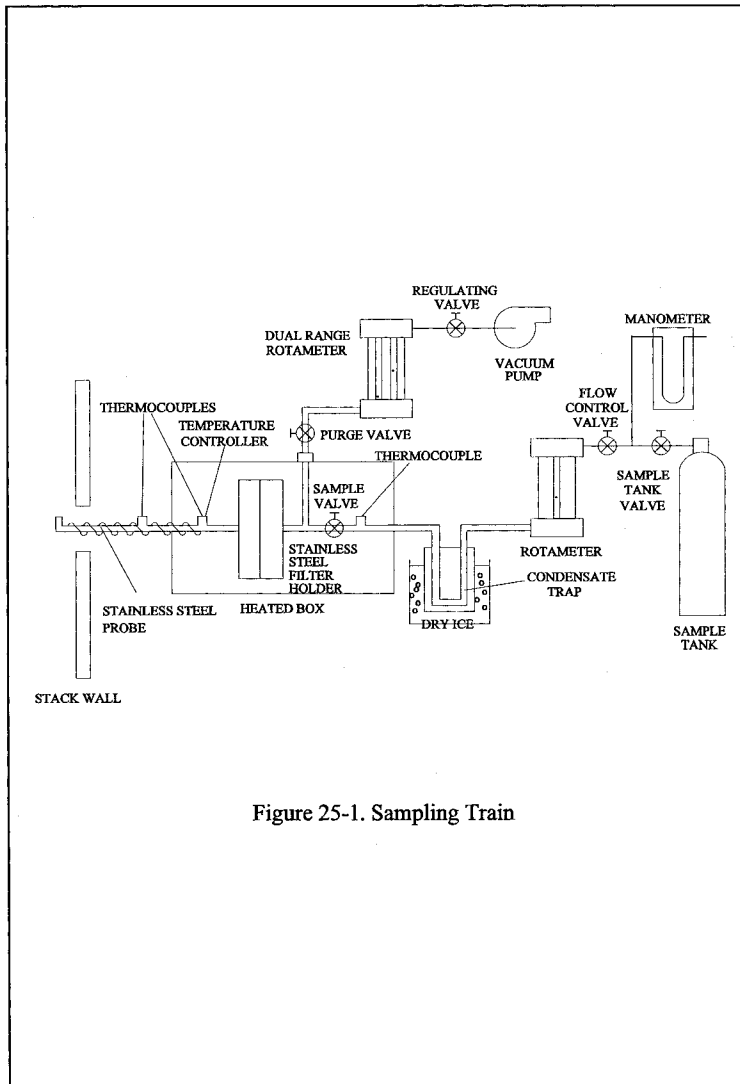 REGULATING
VALVE
MANOMETER
DUAL RANGE
ROTAMETER
VACUUM
PUMP
FLOW
CONTROL
VALVE
THERMOCOUPLES
TEMPERATURE
CONTROLLER
PURGE VALVE
THERMOCOUPLE
SAMPLE
VALVE
SAMPLE
TANK
VALVE
STAINLESS
STEEL
FILTER
HOLDER
ROTAMETER
CONDENSATE
TRAP
HEATED BOX
STAINLESS STEEL
PROBE
DRY ICE
SAMPLE
TANK
STACK WALL
Figure 25-1. Sampling Train